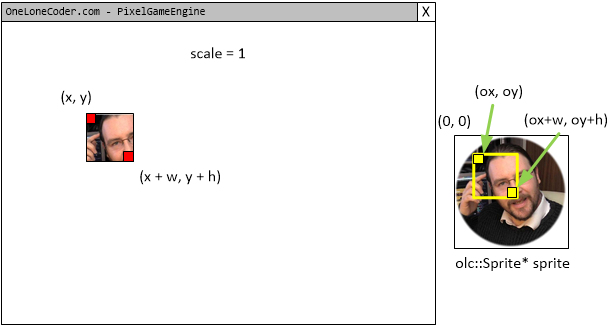 OneLoneCoder.com - PixelGameEngine
X
scale = 1
(x, y)
(x + w, y + h)
(ox, oy)
(0, 0)
(ox+w, oy+h)
olc::Sprite* sprite